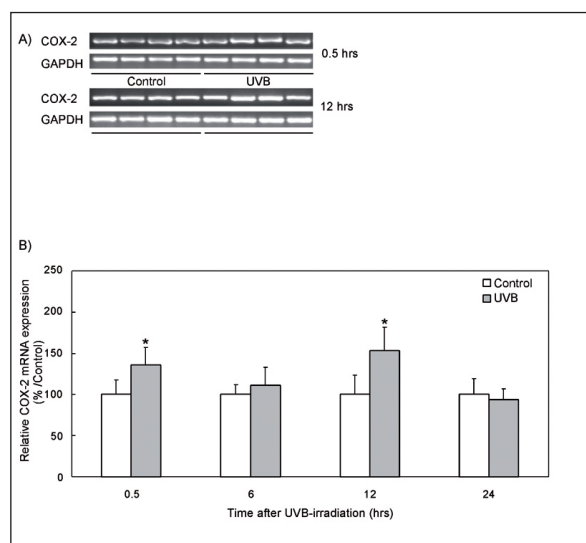 A)
COX-2
GAPDH
0.5 hrs
Control UVB
COX-2
GAPDH
12 hrs
B)
Relative COX-2 mRNA expression
(% /Control)
250
200
150
100
50
0
Control
UVB
*
*
0.5 6 12 24
Time after UVB-irradiation (hrs)